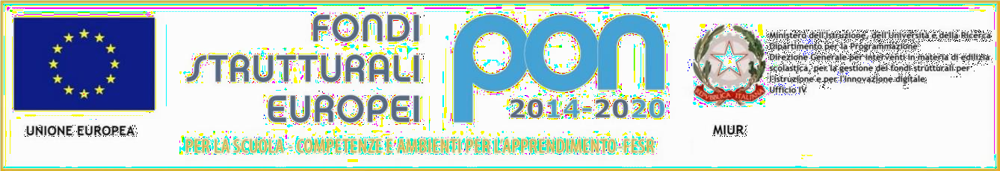 UNIONE EUROPEA
FONDI
STRUTTURALI
EUROPEI
pon
2014-2020
PER LA SCUOLA - COMPETENZE E AMBIENTI PER L'APPRENDIMENTO-FESR
REPUBBLICA ITALIANA
MIUR
Ministero dell'Istruzione, dell'Università e della Ricerca
Dipartimento per la Programmazione
Direzione Generale per interventi in materia di edilizia
scolastica, per la gestione dei fondi strutturali per
l'istruzione e per l'innovazione digitale
Ufficio IV